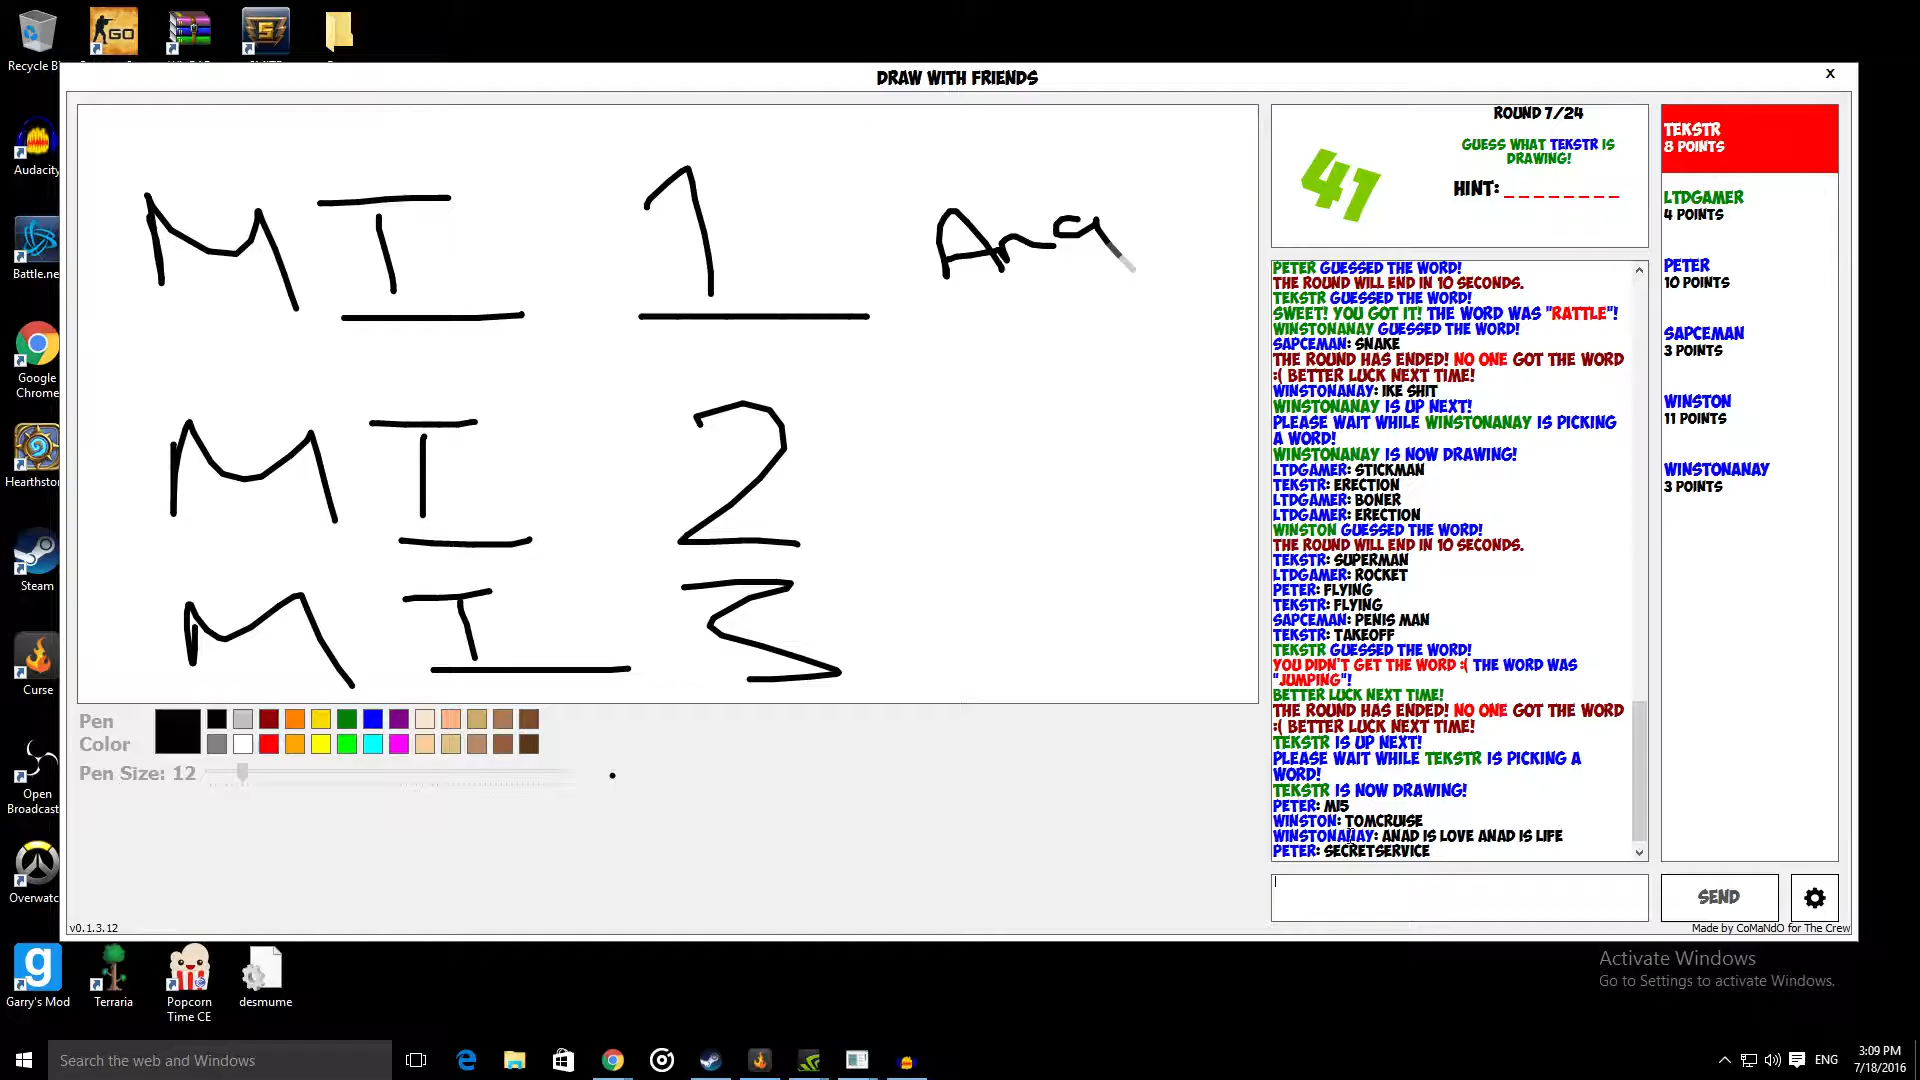 Recycle B
GO
DRAW WITH FRIENDS
X
Audacity
Battle.ne
Google
Chrome
Hearthston
Steam
Curse
Open
Broadcast
Overwatc
MI 1 Ana
MI 2
MI 3
41
ROUND 7/24
GUESS WHAT TEKSTR IS
DRAWING!
HINT: _ _ _ _ _ _ _ _
PETER GUESSED THE WORD!
THE ROUND WILL END IN 10 SECONDS.
TEKSTR GUESSED THE WORD!
SWEET! YOU GOT IT! THE WORD WAS "RATTLE"!
WINSTONANAY GUESSED THE WORD!
SAPCEMAN: SNAKE
THE ROUND HAS ENDED! NO ONE GOT THE WORD
:( BETTER LUCK NEXT TIME!
WINSTONANAY: IKE SHIT
WINSTONANAY IS UP NEXT!
PLEASE WAIT WHILE WINSTONANAY IS PICKING
A WORD!
WINSTONANAY IS NOW DRAWING!
LTDGAMER: STICKMAN
TEKSTR: ERECTION
LTDGAMER: BONER
LTDGAMER: ERECTION
WINSTON GUESSED THE WORD!
THE ROUND WILL END IN 10 SECONDS.
TEKSTR: SUPERMAN
LTDGAMER: ROCKET
PETER: FLYING
TEKSTR: FLYING
SAPCEMAN: PENIS MAN
TEKSTR: TAKEOFF
TEKSTR GUESSED THE WORD!
YOU DIDN'T GET THE WORD :( THE WORD WAS
"JUMPING"!
BETTER LUCK NEXT TIME!
THE ROUND HAS ENDED! NO ONE GOT THE WORD
:( BETTER LUCK NEXT TIME!
TEKSTR IS UP NEXT!
PLEASE WAIT WHILE TEKSTR IS PICKING A
WORD!
TEKSTR IS NOW DRAWING!
PETER: MI5
WINSTON: TOMCRUISE
WINSTONANAY: ANAD IS LOVE ANAD IS LIFE
PETER: SECRETSERVICE
TEKSTR
8 POINTS
LTDGAMER
4 POINTS
PETER
10 POINTS
SAPCEMAN
3 POINTS
WINSTON
11 POINTS
WINSTONANAY
3 POINTS
Pen
Color
Pen Size: 12
SEND
v0.1.3.12
Made by CoMaNdO for The Crew
Garry's Mod
Terraria
Popcorn
Time CE
desmume
Activate Windows
Go to Settings to activate Windows.
Search the web and Windows
ENG
3:09 PM
7/18/2016